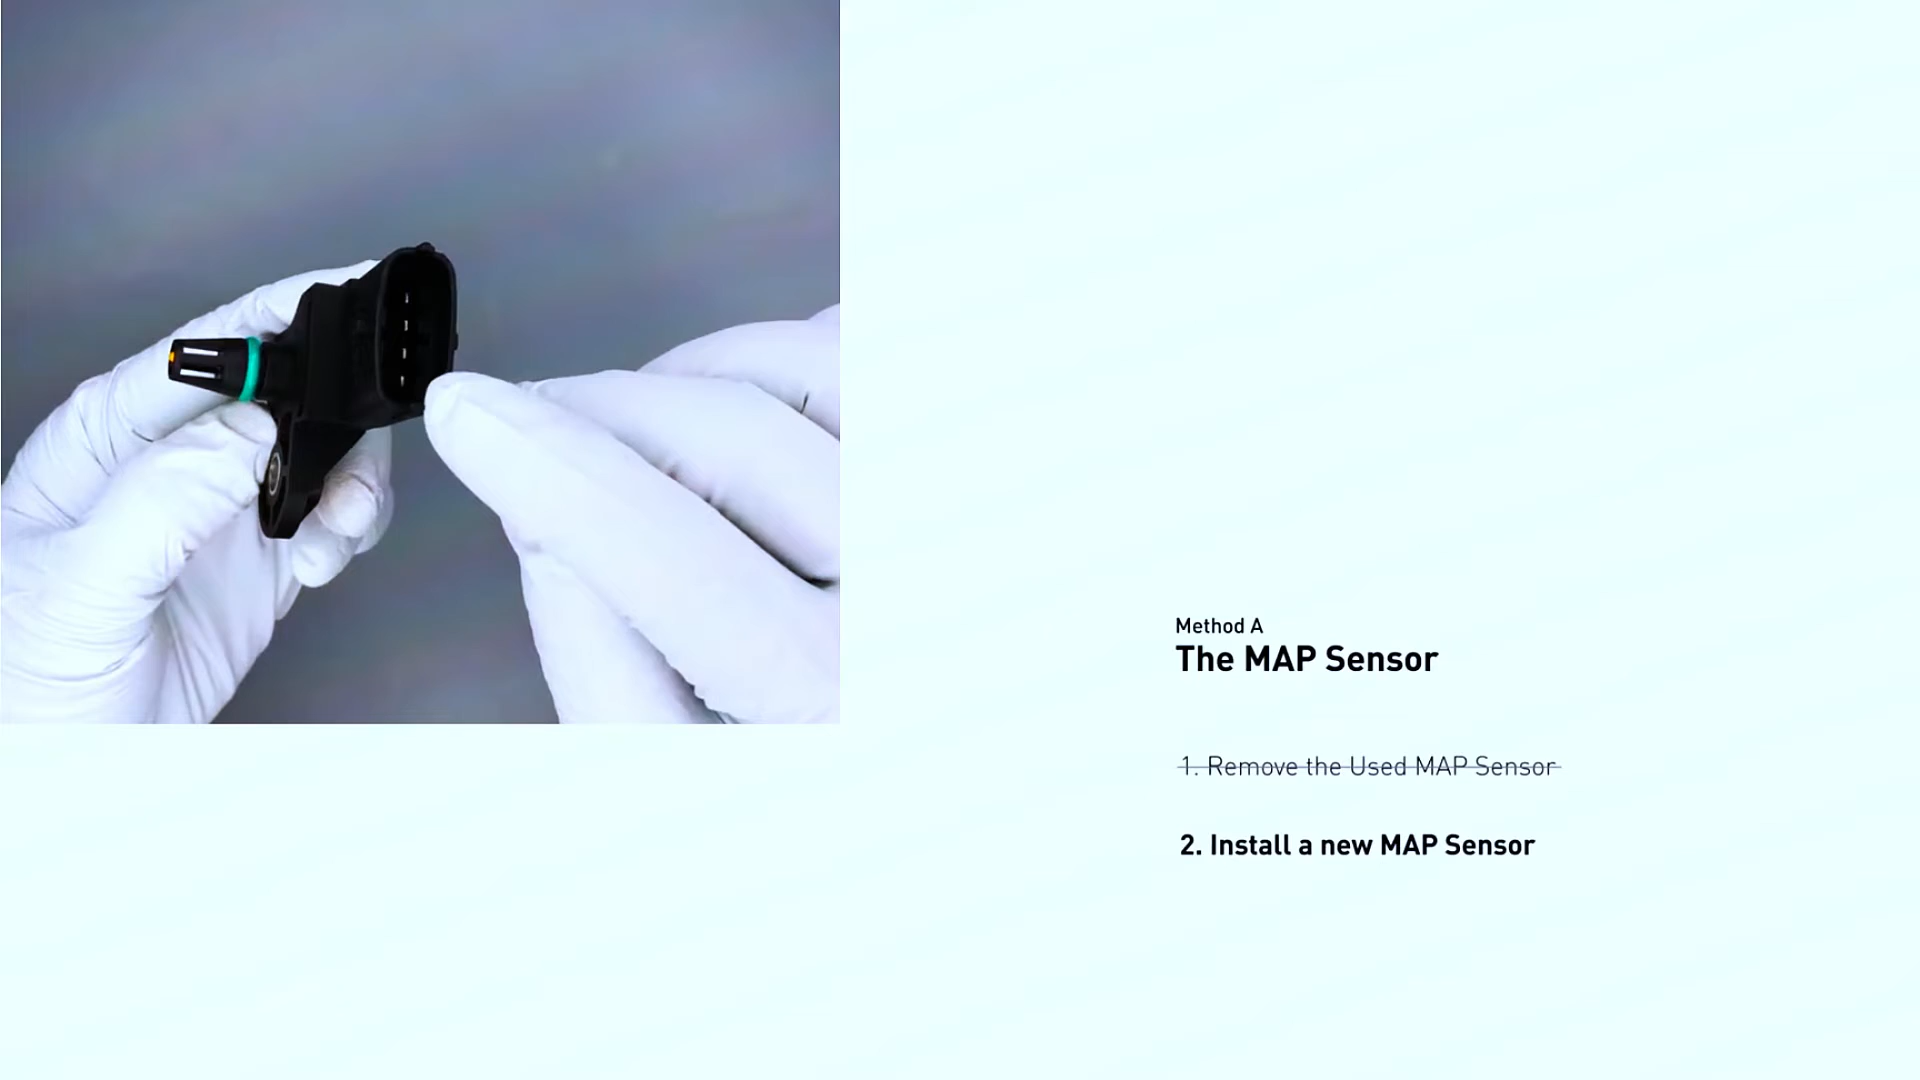 Method A
The MAP Sensor
1. Remove the Used MAP Sensor
2. Install a new MAP Sensor